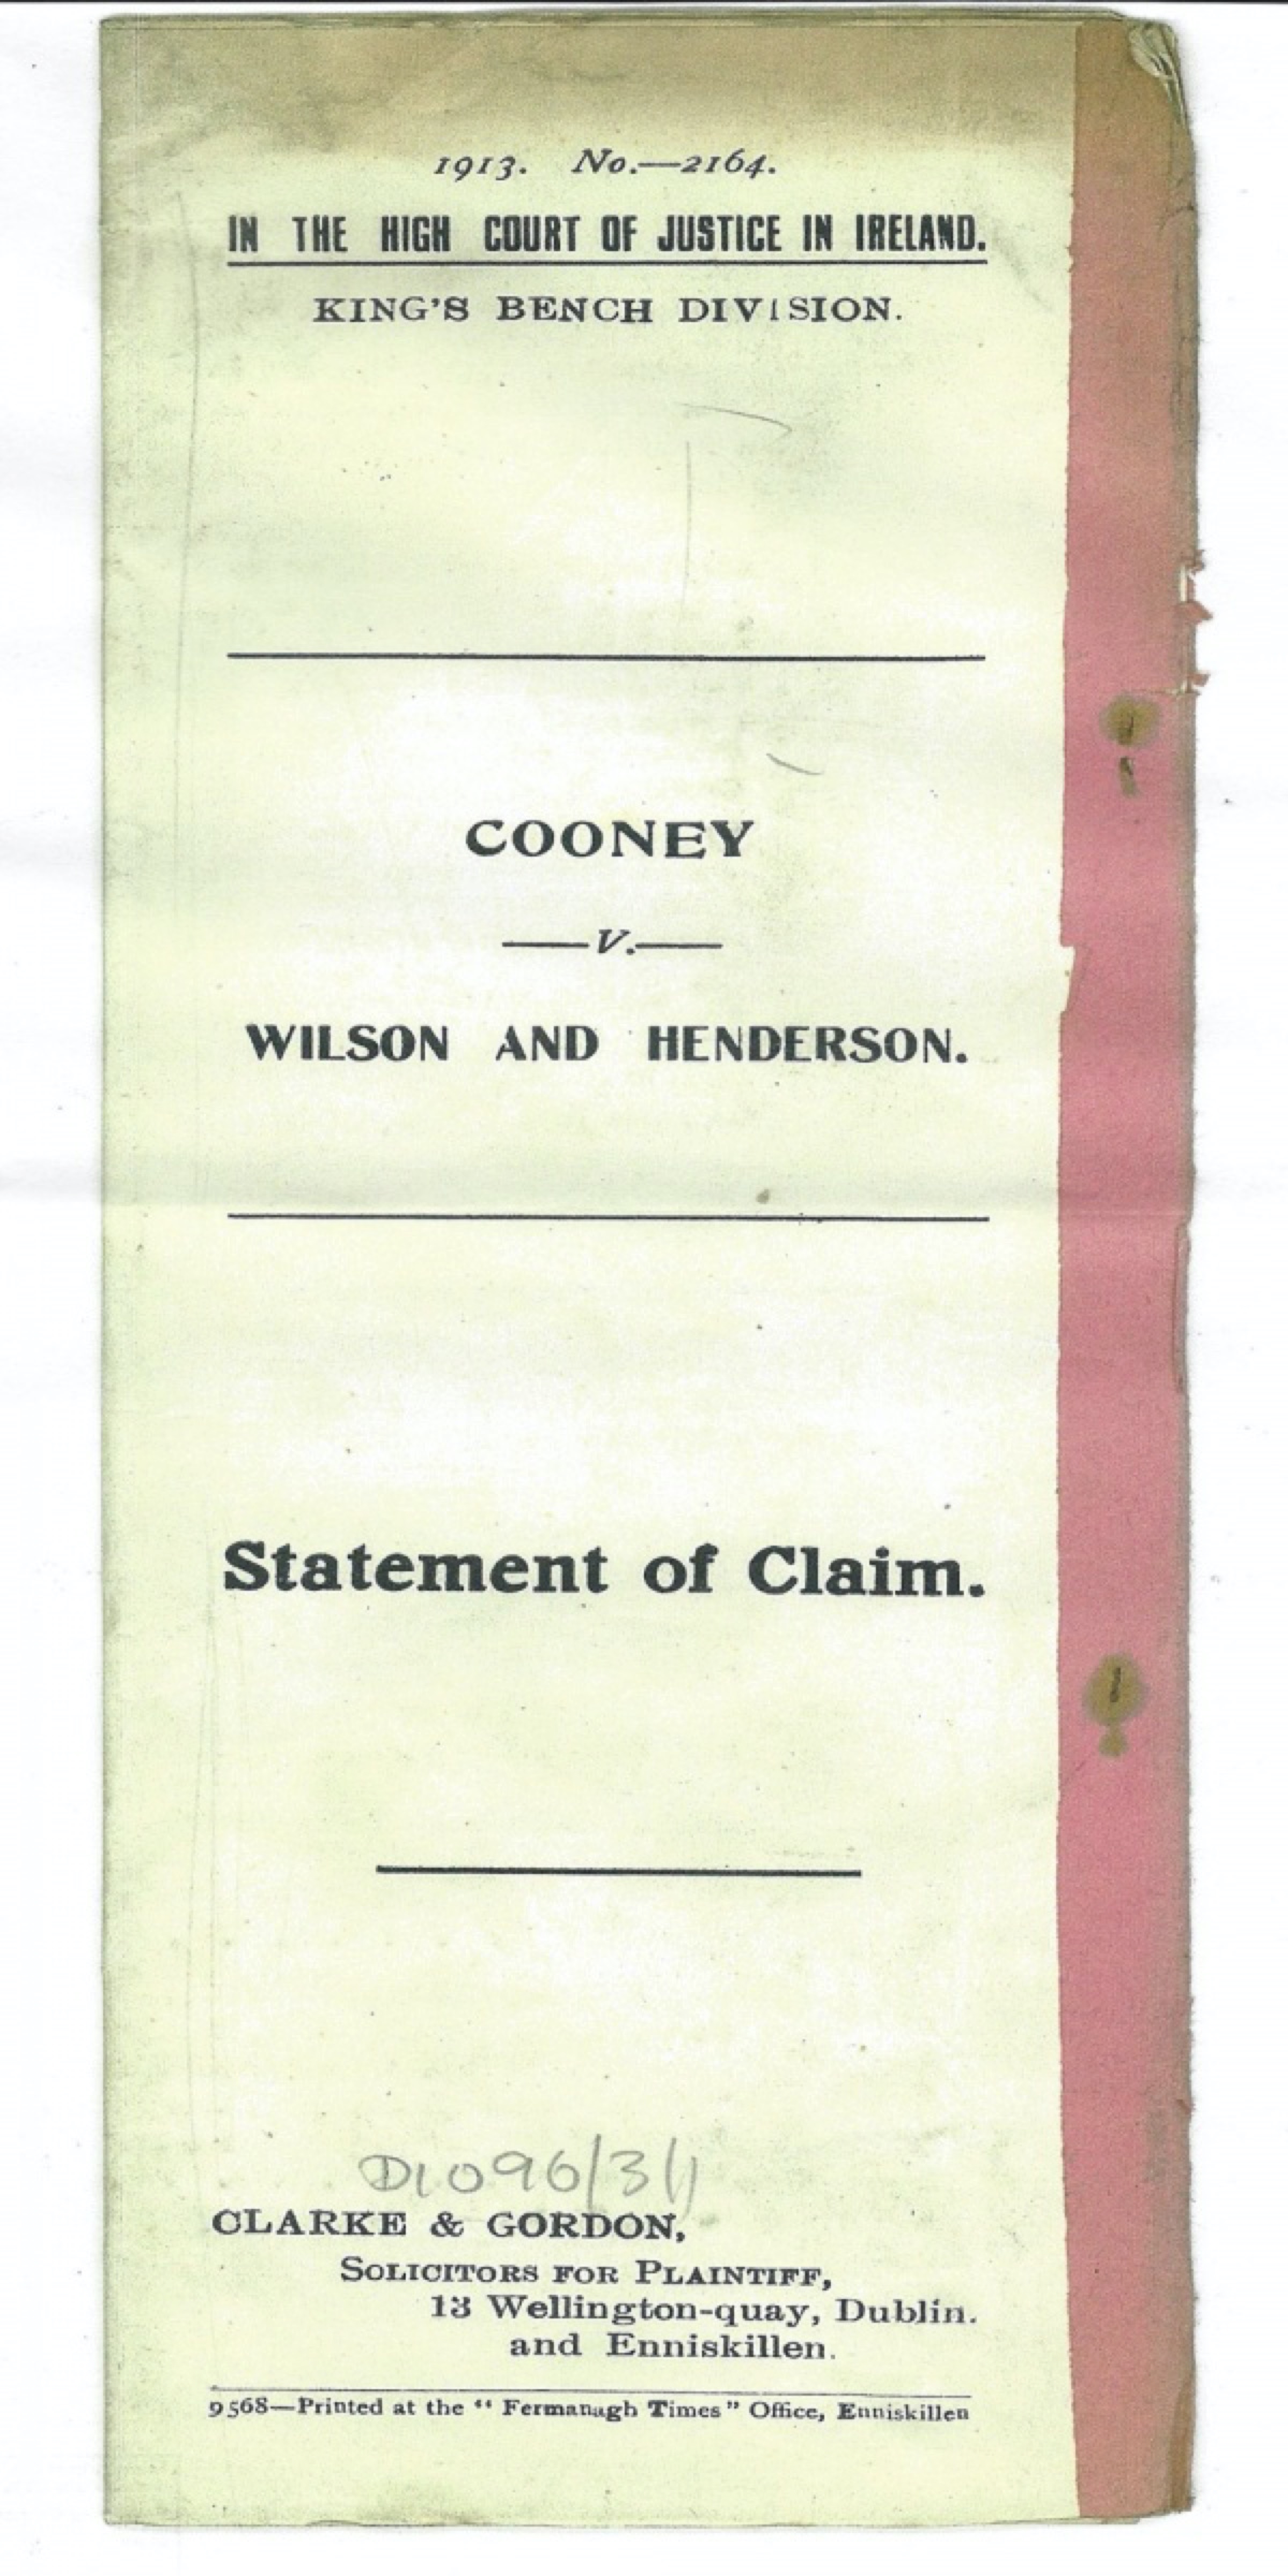 1913. No.—2164.
IN THE HIGH COURT OF JUSTICE IN IRELAND.
KING'S BENCH DIVISION.
COONEY
—V.—
WILSON AND HENDERSON.
Statement of Claim.
D1096/3/1
CLARKE & GORDON,
SOLICITORS FOR PLAINTIFF,
13 Wellington-quay, Dublin.
and Enniskillen.
9568—Printed at the “ Fermanagh Times ” Office, Enniskillen